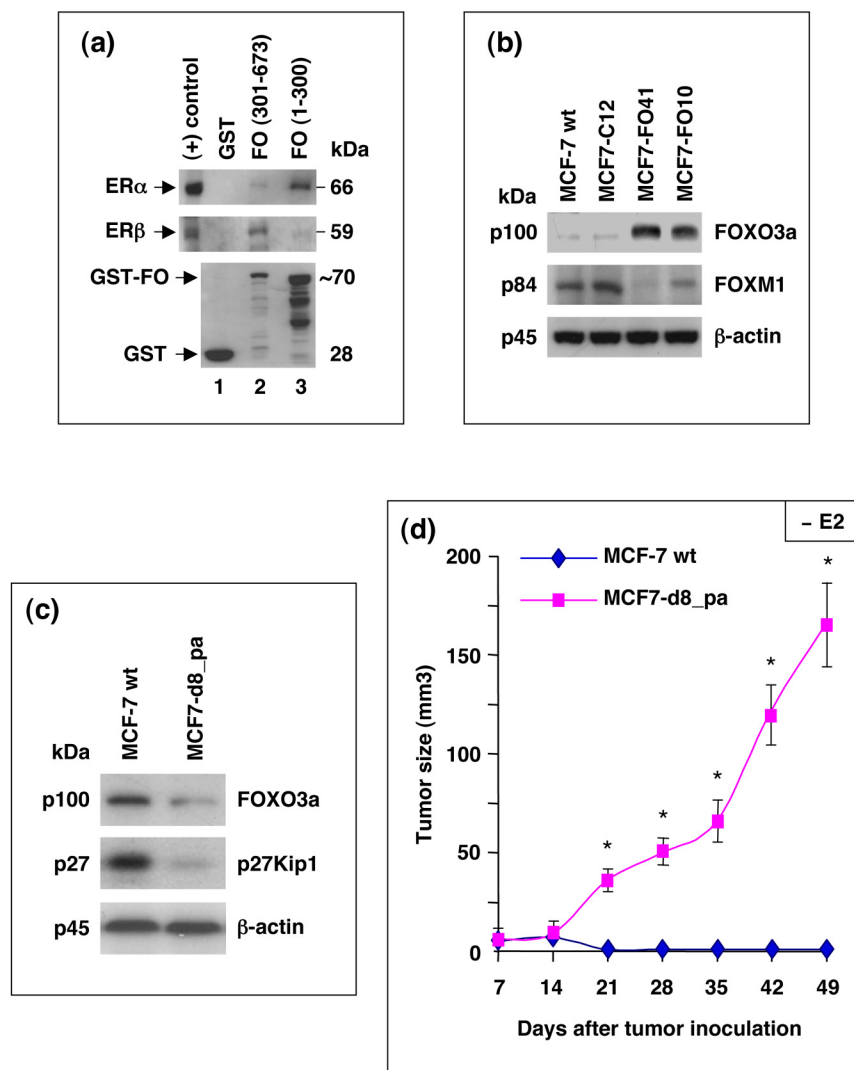 (a)
(+) control
GST
FO (301-673)
FO (1-300)
kDa
ERα
66
ERβ
59
GST-FO
~70
GST
28
1 2 3
(b)
MCF-7 wt
MCF7-C12
MCF7-FO41
MCF7-FO10
kDa
p100 FOXO3a
p84 FOXM1
p45 β-actin
(c)
MCF-7 wt
MCF7-d8_pa
kDa
p100 FOXO3a
p27 p27Kip1
p45 β-actin
(d)
– E2
MCF-7 wt
MCF7-d8_pa
Tumor size (mm3)
200
150
100
50
0
* * * * *
7 14 21 28 35 42 49
Days after tumor inoculation